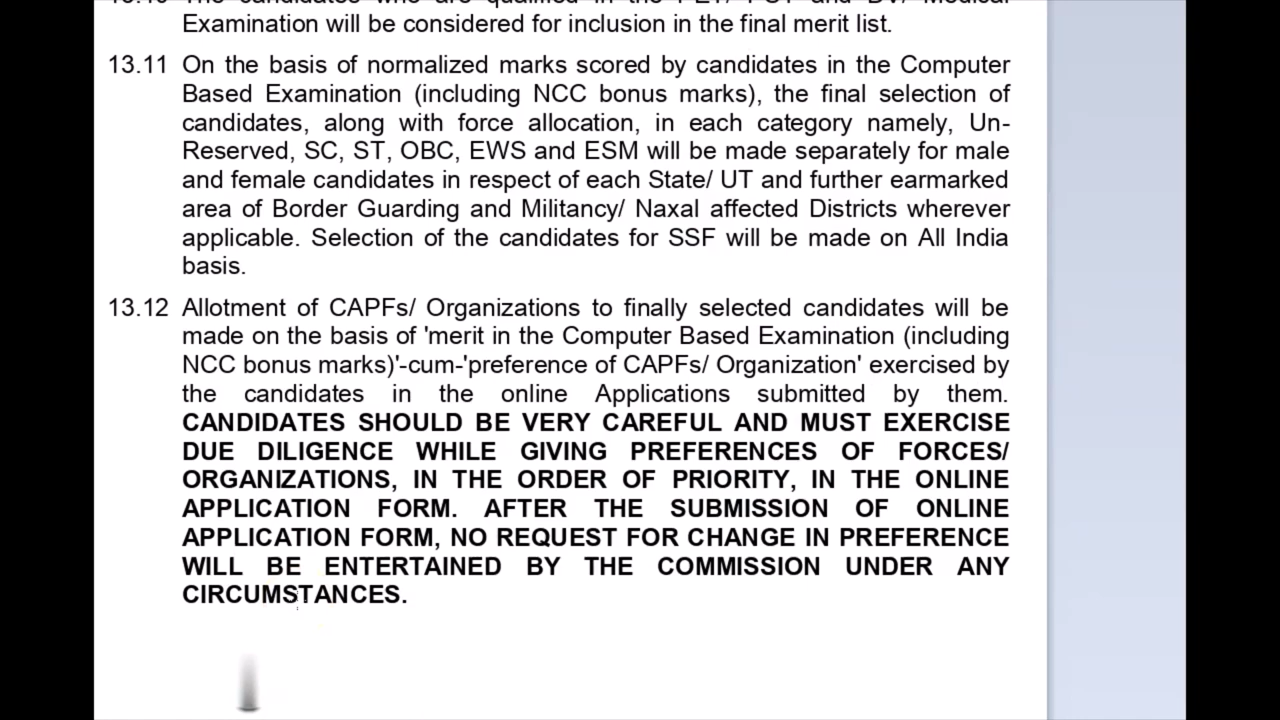 Examination will be considered for inclusion in the final merit list.
13.11 On the basis of normalized marks scored by candidates in the Computer
Based Examination (including NCC bonus marks), the final selection of
candidates, along with force allocation, in each category namely, Un-
Reserved, SC, ST, OBC, EWS and ESM will be made separately for male
and female candidates in respect of each State/ UT and further earmarked
area of Border Guarding and Militancy/ Naxal affected Districts wherever
applicable. Selection of the candidates for SSF will be made on All India
basis.
13.12 Allotment of CAPFs/ Organizations to finally selected candidates will be
made on the basis of 'merit in the Computer Based Examination (including
NCC bonus marks)'-cum-'preference of CAPFs/ Organization' exercised by
the candidates in the online Applications submitted by them.
CANDIDATES SHOULD BE VERY CAREFUL AND MUST EXERCISE
DUE DILIGENCE WHILE GIVING PREFERENCES OF FORCES/
ORGANIZATIONS, IN THE ORDER OF PRIORITY, IN THE ONLINE
APPLICATION FORM. AFTER THE SUBMISSION OF ONLINE
APPLICATION FORM, NO REQUEST FOR CHANGE IN PREFERENCE
WILL BE ENTERTAINED BY THE COMMISSION UNDER ANY
CIRCUMSTANCES.